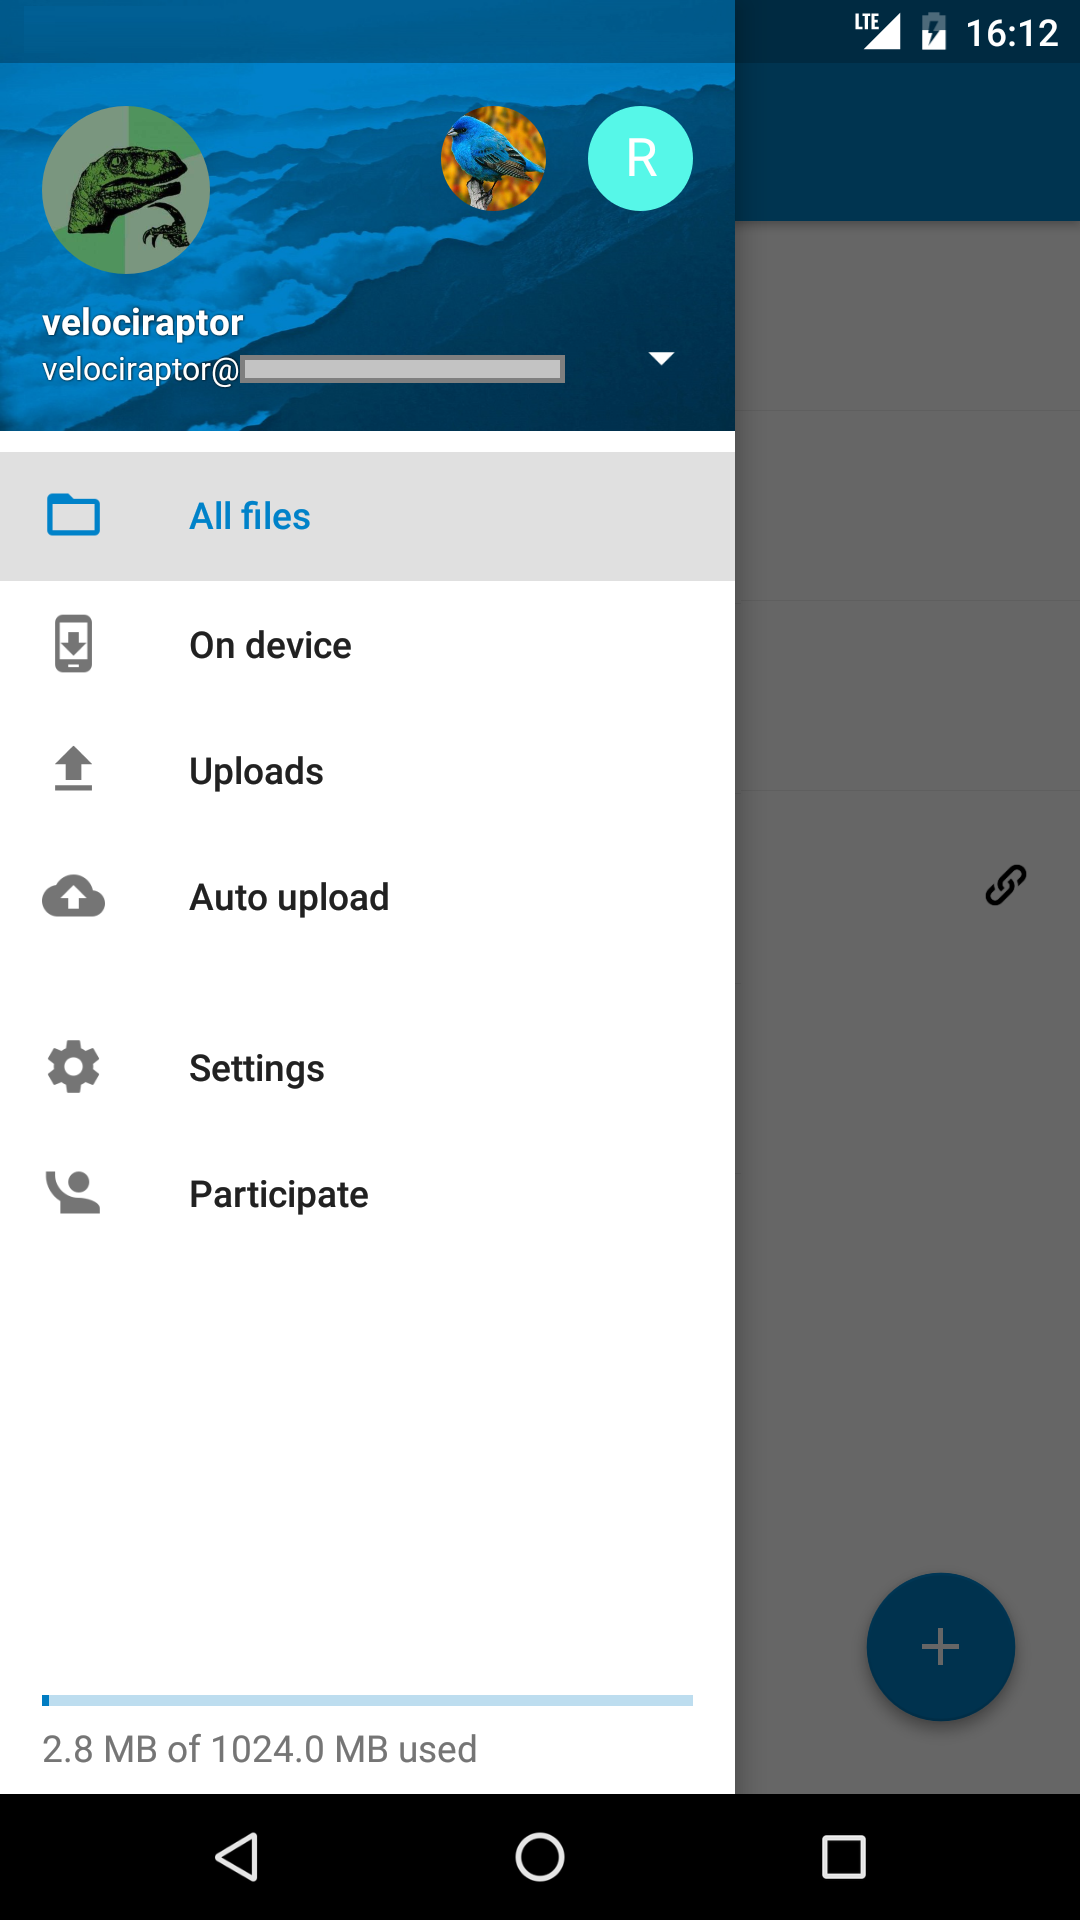 LTE 16:12
R
velociraptor
velociraptor@
All files
On device
Uploads
Auto upload
Settings
Participate
2.8 MB of 1024.0 MB used